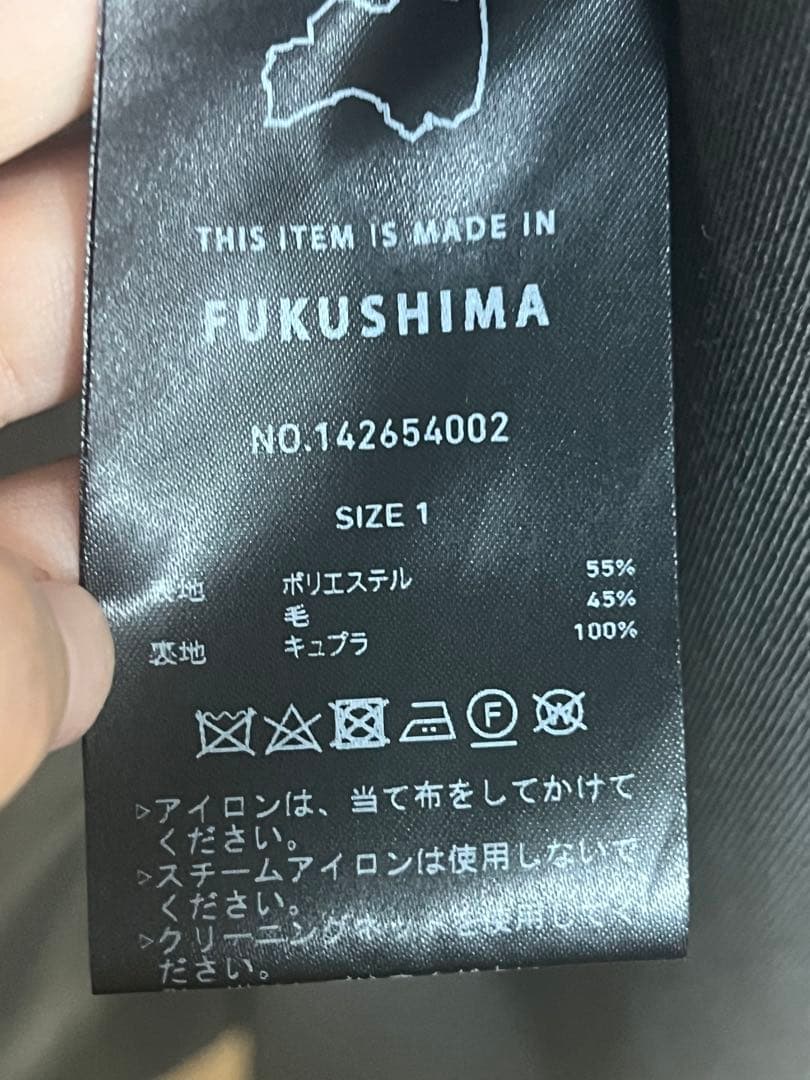 THIS ITEM IS MADE IN
FUKUSHIMA
NO.142654002
SIZE 1
表地 ポリエステル 55%
毛 45%
裏地 キュプラ 100%
F
W
▷アイロンは、当て布をしてかけて
ください。
▷スチームアイロンは使用しないで
ください。
▷クリーニングネットを使用してく
ださい。